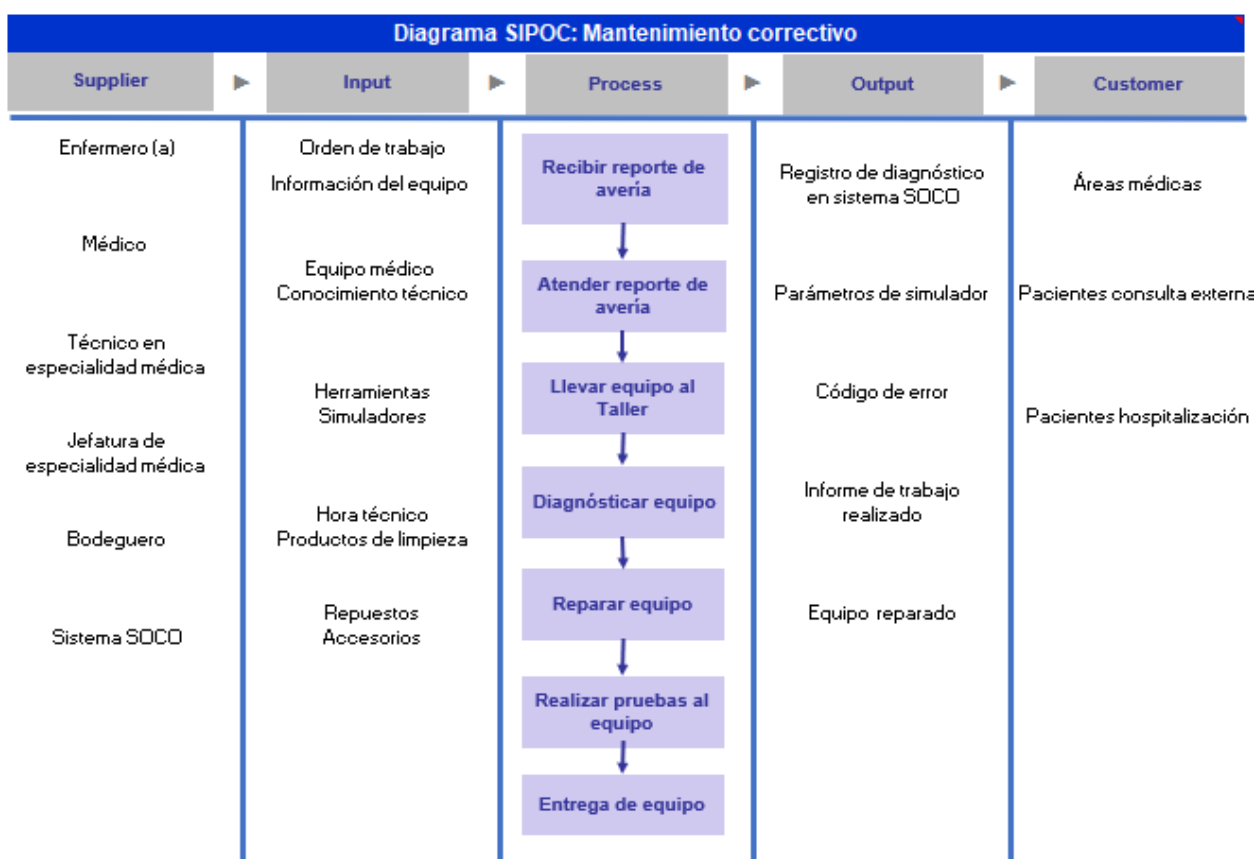 Diagrama SIPOC: Mantenimiento correctivo
Supplier
Input
Process
Output
Customer
Enfermero (a)
Médico
Técnico en
especialidad médica
Jefatura de
especialidad médica
Bodeguero
Sistema SOCO
Orden de trabajo
Información del equipo
Equipo médico
Conocimiento técnico
Herramientas
Simuladores
Hora técnico
Productos de limpieza
Repuestos
Accesorios
Recibir reporte de
avería
Atender reporte de
avería
Llevar equipo al
Taller
Diagnósticar equipo
Reparar equipo
Realizar pruebas al
equipo
Entrega de equipo
Registro de diagnóstico
en sistema SOCO
Parámetros de simulador
Código de error
Informe de trabajo
realizado
Equipo reparado
Áreas médicas
Pacientes consulta externa
Pacientes hospitalización